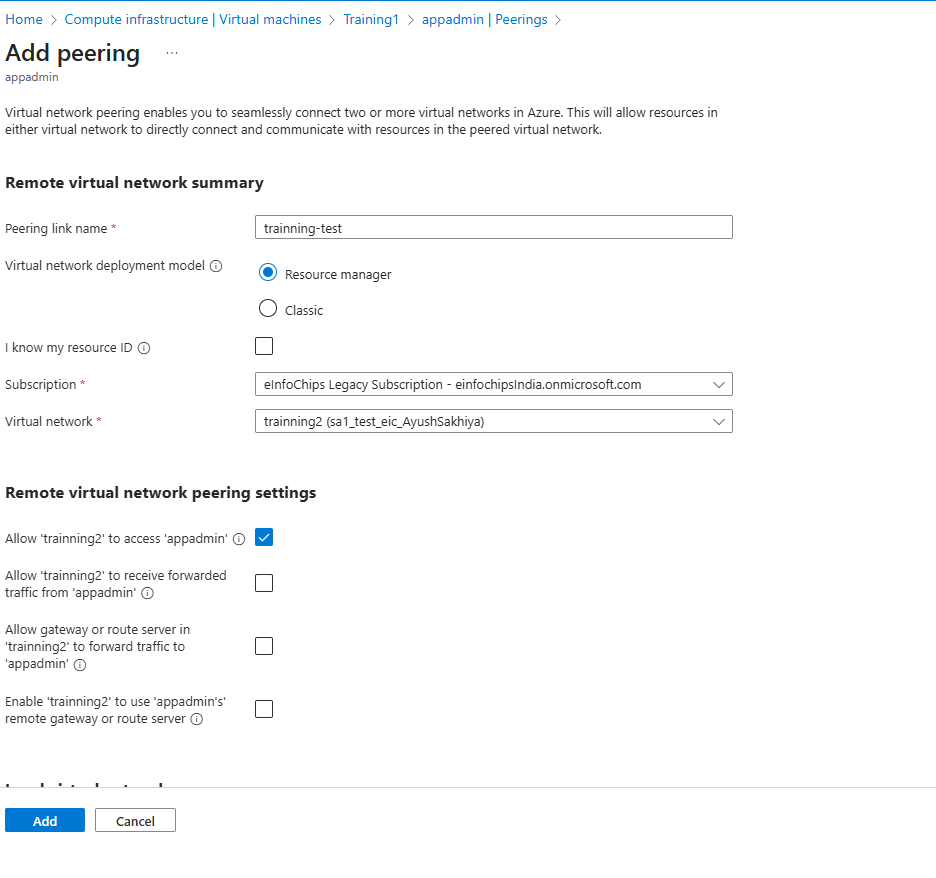 Home > Compute infrastructure | Virtual machines > Training1 > appadmin | Peerings >
Add peering ...
appadmin
Virtual network peering enables you to seamlessly connect two or more virtual networks in Azure. This will allow resources in
either virtual network to directly connect and communicate with resources in the peered virtual network.
Remote virtual network summary
Peering link name * trainning-test
Virtual network deployment model Resource manager
Classic
I know my resource ID
Subscription * eInfoChips Legacy Subscription - einfochipsIndia.onmicrosoft.com
Virtual network * trainning2 (sa1_test_eic_AyushSakhiya)
Remote virtual network peering settings
Allow 'trainning2' to access 'appadmin'
Allow 'trainning2' to receive forwarded
traffic from 'appadmin'
Allow gateway or route server in
'trainning2' to forward traffic to
'appadmin'
Enable 'trainning2' to use 'appadmin's'
remote gateway or route server
Add Cancel